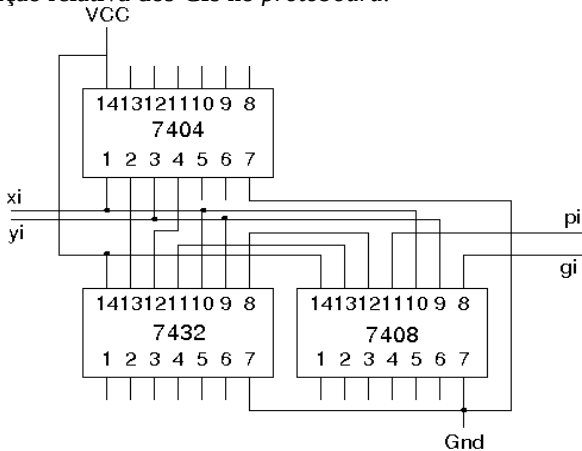 ção relativa dos CIs no protoboard.
VCC
14 13 12 11 10 9 8
7404
1 2 3 4 5 6 7
xi
yi
pi
gi
14 13 12 11 10 9 8
7432
1 2 3 4 5 6 7
14 13 12 11 10 9 8
7408
1 2 3 4 5 6 7
Gnd